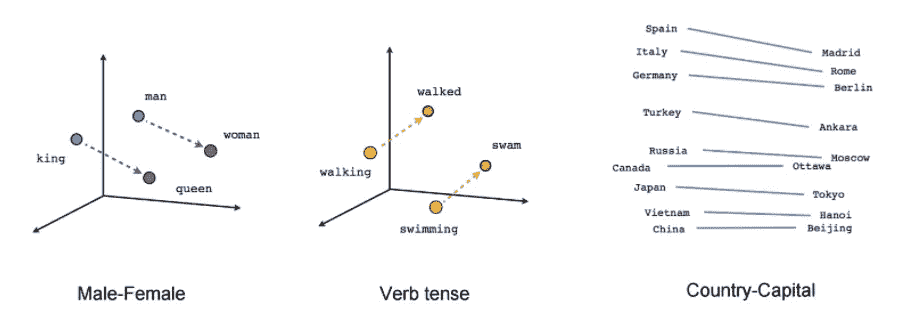 man
woman
king
queen
Male-Female
walked
swam
walking
swimming
Verb tense
Spain
Madrid
Italy
Rome
Germany
Berlin
Turkey
Ankara
Russia
Moscow
Canada
Ottawa
Japan
Tokyo
Vietnam
Hanoi
China
Beijing
Country-Capital